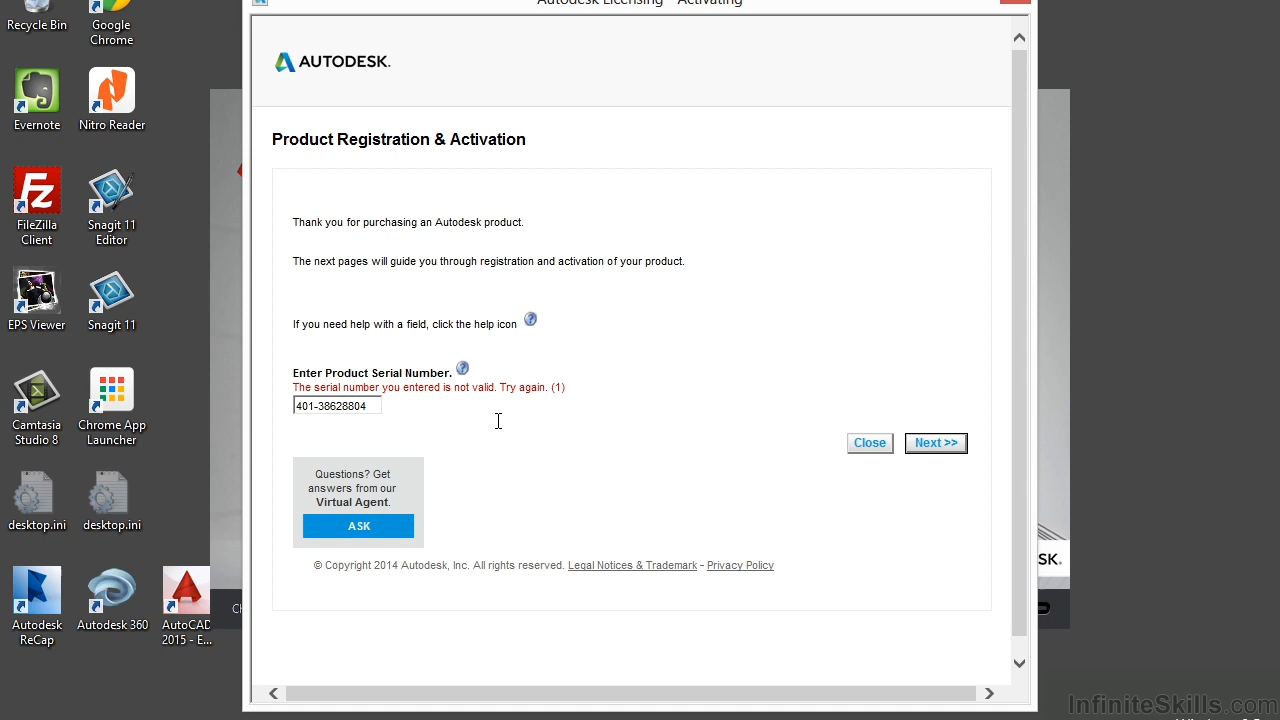 Autodesk Licensing - Activating
Recycle Bin
Google
Chrome
Evernote
Nitro Reader
FileZilla
Client
Snagit 11
Editor
EPS Viewer
Snagit 11
Camtasia
Studio 8
Chrome App
Launcher
desktop.ini
desktop.ini
Autodesk
ReCap
Autodesk 360
AutoCAD
2015 - E...
AUTODESK.
Product Registration & Activation
Thank you for purchasing an Autodesk product.
The next pages will guide you through registration and activation of your product.
If you need help with a field, click the help icon
Enter Product Serial Number.
The serial number you entered is not valid. Try again. (1)
401-38628804
Close
Next >>
Questions? Get
answers from our
Virtual Agent.
ASK
© Copyright 2014 Autodesk, Inc. All rights reserved. Legal Notices & Trademark - Privacy Policy
SK.
InfiniteSkills.com